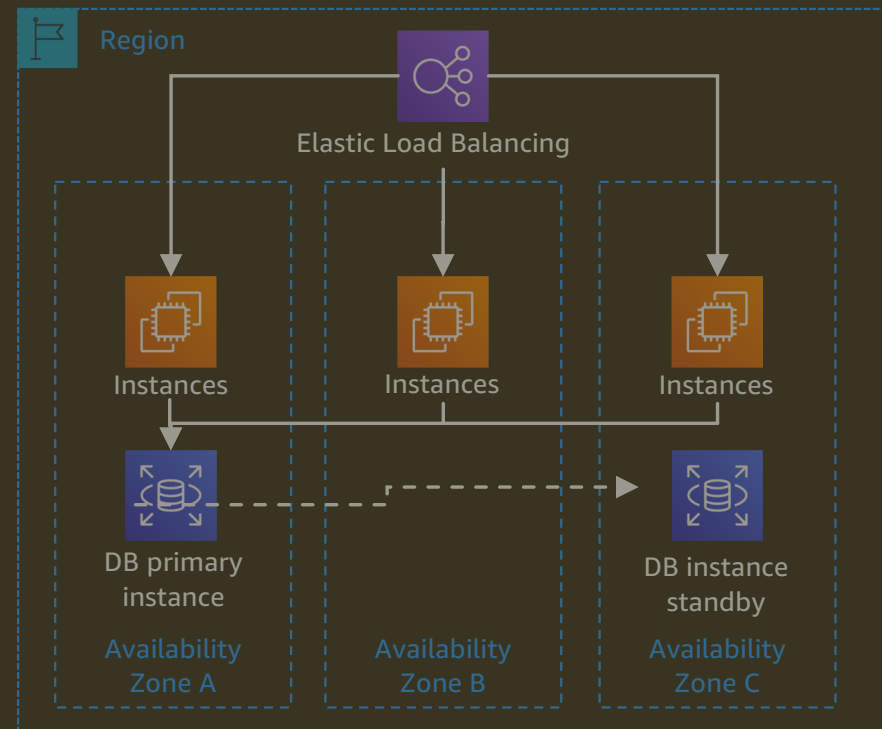 Region
Elastic Load Balancing
Instances
Instances
Instances
DB primary
instance
DB instance
standby
Availability
Zone A
Availability
Zone B
Availability
Zone C